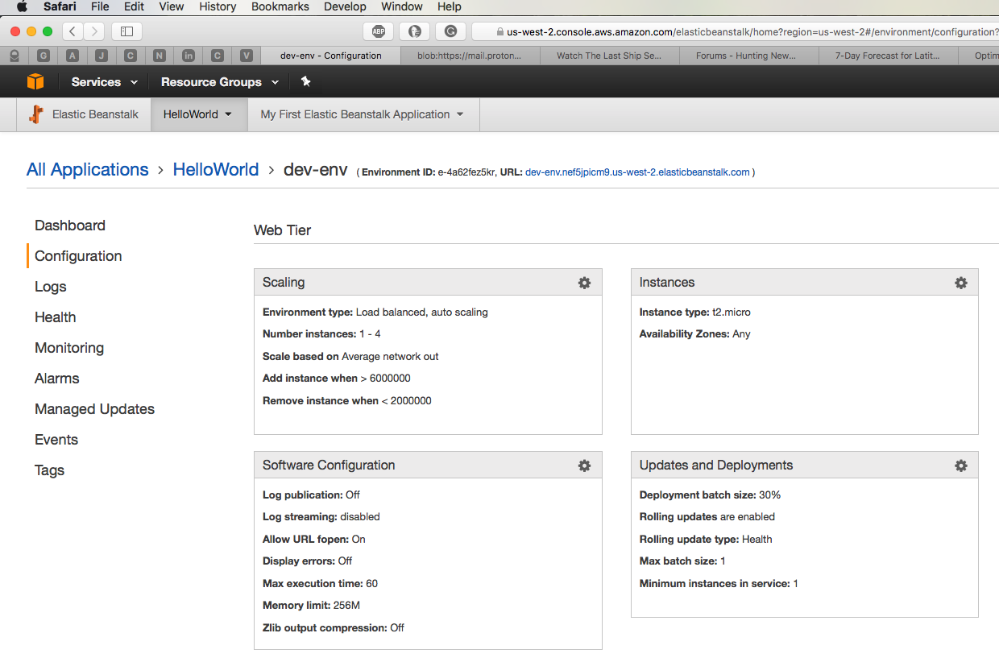 Safari File Edit View History Bookmarks Develop Window Help
ABP G us-west-2.console.aws.amazon.com/elasticbeanstalk/home?region=us-west-2#/environment/configuration?
G A J C N in C V dev-env - Configuration blob:https://mail.proton... Watch The Last Ship Se... Forums - Hunting New... 7-Day Forecast for Latit... Optim
Services Resource Groups
Elastic Beanstalk HelloWorld My First Elastic Beanstalk Application
All Applications > HelloWorld > dev-env ( Environment ID: e-4a62fez5kr, URL: dev-env.nef5jpicm9.us-west-2.elasticbeanstalk.com )
Dashboard
Configuration
Logs
Health
Monitoring
Alarms
Managed Updates
Events
Tags
Web Tier
Scaling
Environment type: Load balanced, auto scaling
Number instances: 1 - 4
Scale based on Average network out
Add instance when > 6000000
Remove instance when < 2000000
Instances
Instance type: t2.micro
Availability Zones: Any
Software Configuration
Log publication: Off
Log streaming: disabled
Allow URL fopen: On
Display errors: Off
Max execution time: 60
Memory limit: 256M
Zlib output compression: Off
Updates and Deployments
Deployment batch size: 30%
Rolling updates are enabled
Rolling update type: Health
Max batch size: 1
Minimum instances in service: 1